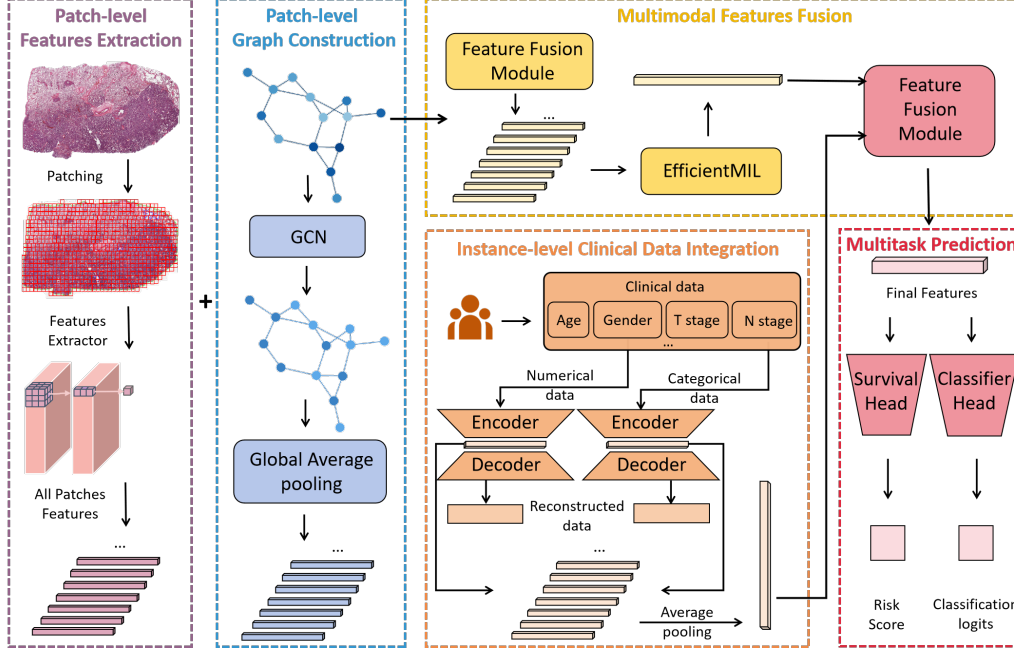 Patch-level
Features Extraction
Patching
Features
Extractor
All Patches
Features
...
+
Patch-level
Graph Construction
GCN
Global Average
pooling
...
Multimodal Features Fusion
Feature Fusion
Module
...
EfficientMIL
Feature
Fusion
Module
Instance-level Clinical Data Integration
Clinical data
Age
Gender
T stage
N stage
...
Numerical
data
Categorical
data
Encoder
Encoder
Decoder
Decoder
Reconstructed
data
...
Average
pooling
Multitask Prediction
Final Features
Survival
Head
Classifier
Head
Risk
Score
Classification
logits